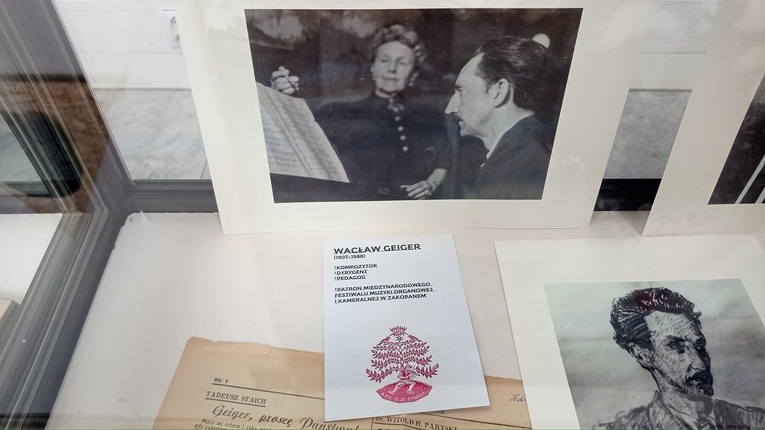 WACŁAW GEIGER
(1907-1988)
!KOMPOZYTOR
!DYRYGENT
!PEDAGOG
!PATRON MIĘDZYNARODOWEGO
FESTIWALU MUZYKI ORGANOWEJ
I KAMERALNEJ W ZAKOPANEM
TADEUSZ STAICH
Geiger, proszę Państwa!
WITOLD H. PARYSKI